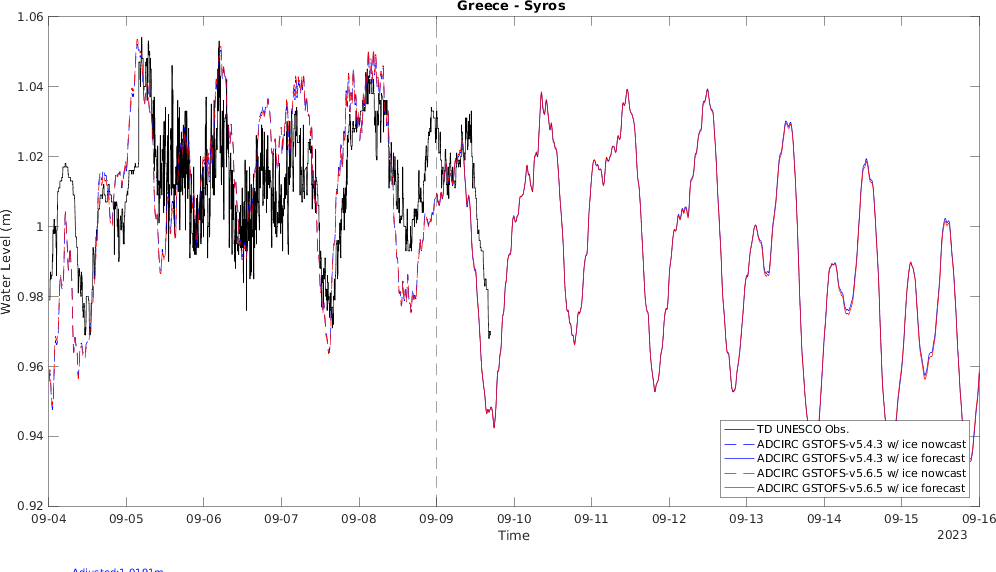 Greece - Syros
Water Level (m)
1.06
1.04
1.02
1
0.98
0.96
0.94
0.92
TD UNESCO Obs.
ADCIRC GSTOFS-v5.4.3 w/ ice nowcast
ADCIRC GSTOFS-v5.4.3 w/ ice forecast
ADCIRC GSTOFS-v5.6.5 w/ ice nowcast
ADCIRC GSTOFS-v5.6.5 w/ ice forecast
09-04 09-05 09-06 09-07 09-08 09-09 09-10 09-11 09-12 09-13 09-14 09-15 09-16
Time
2023
Adjusted:1.0191m